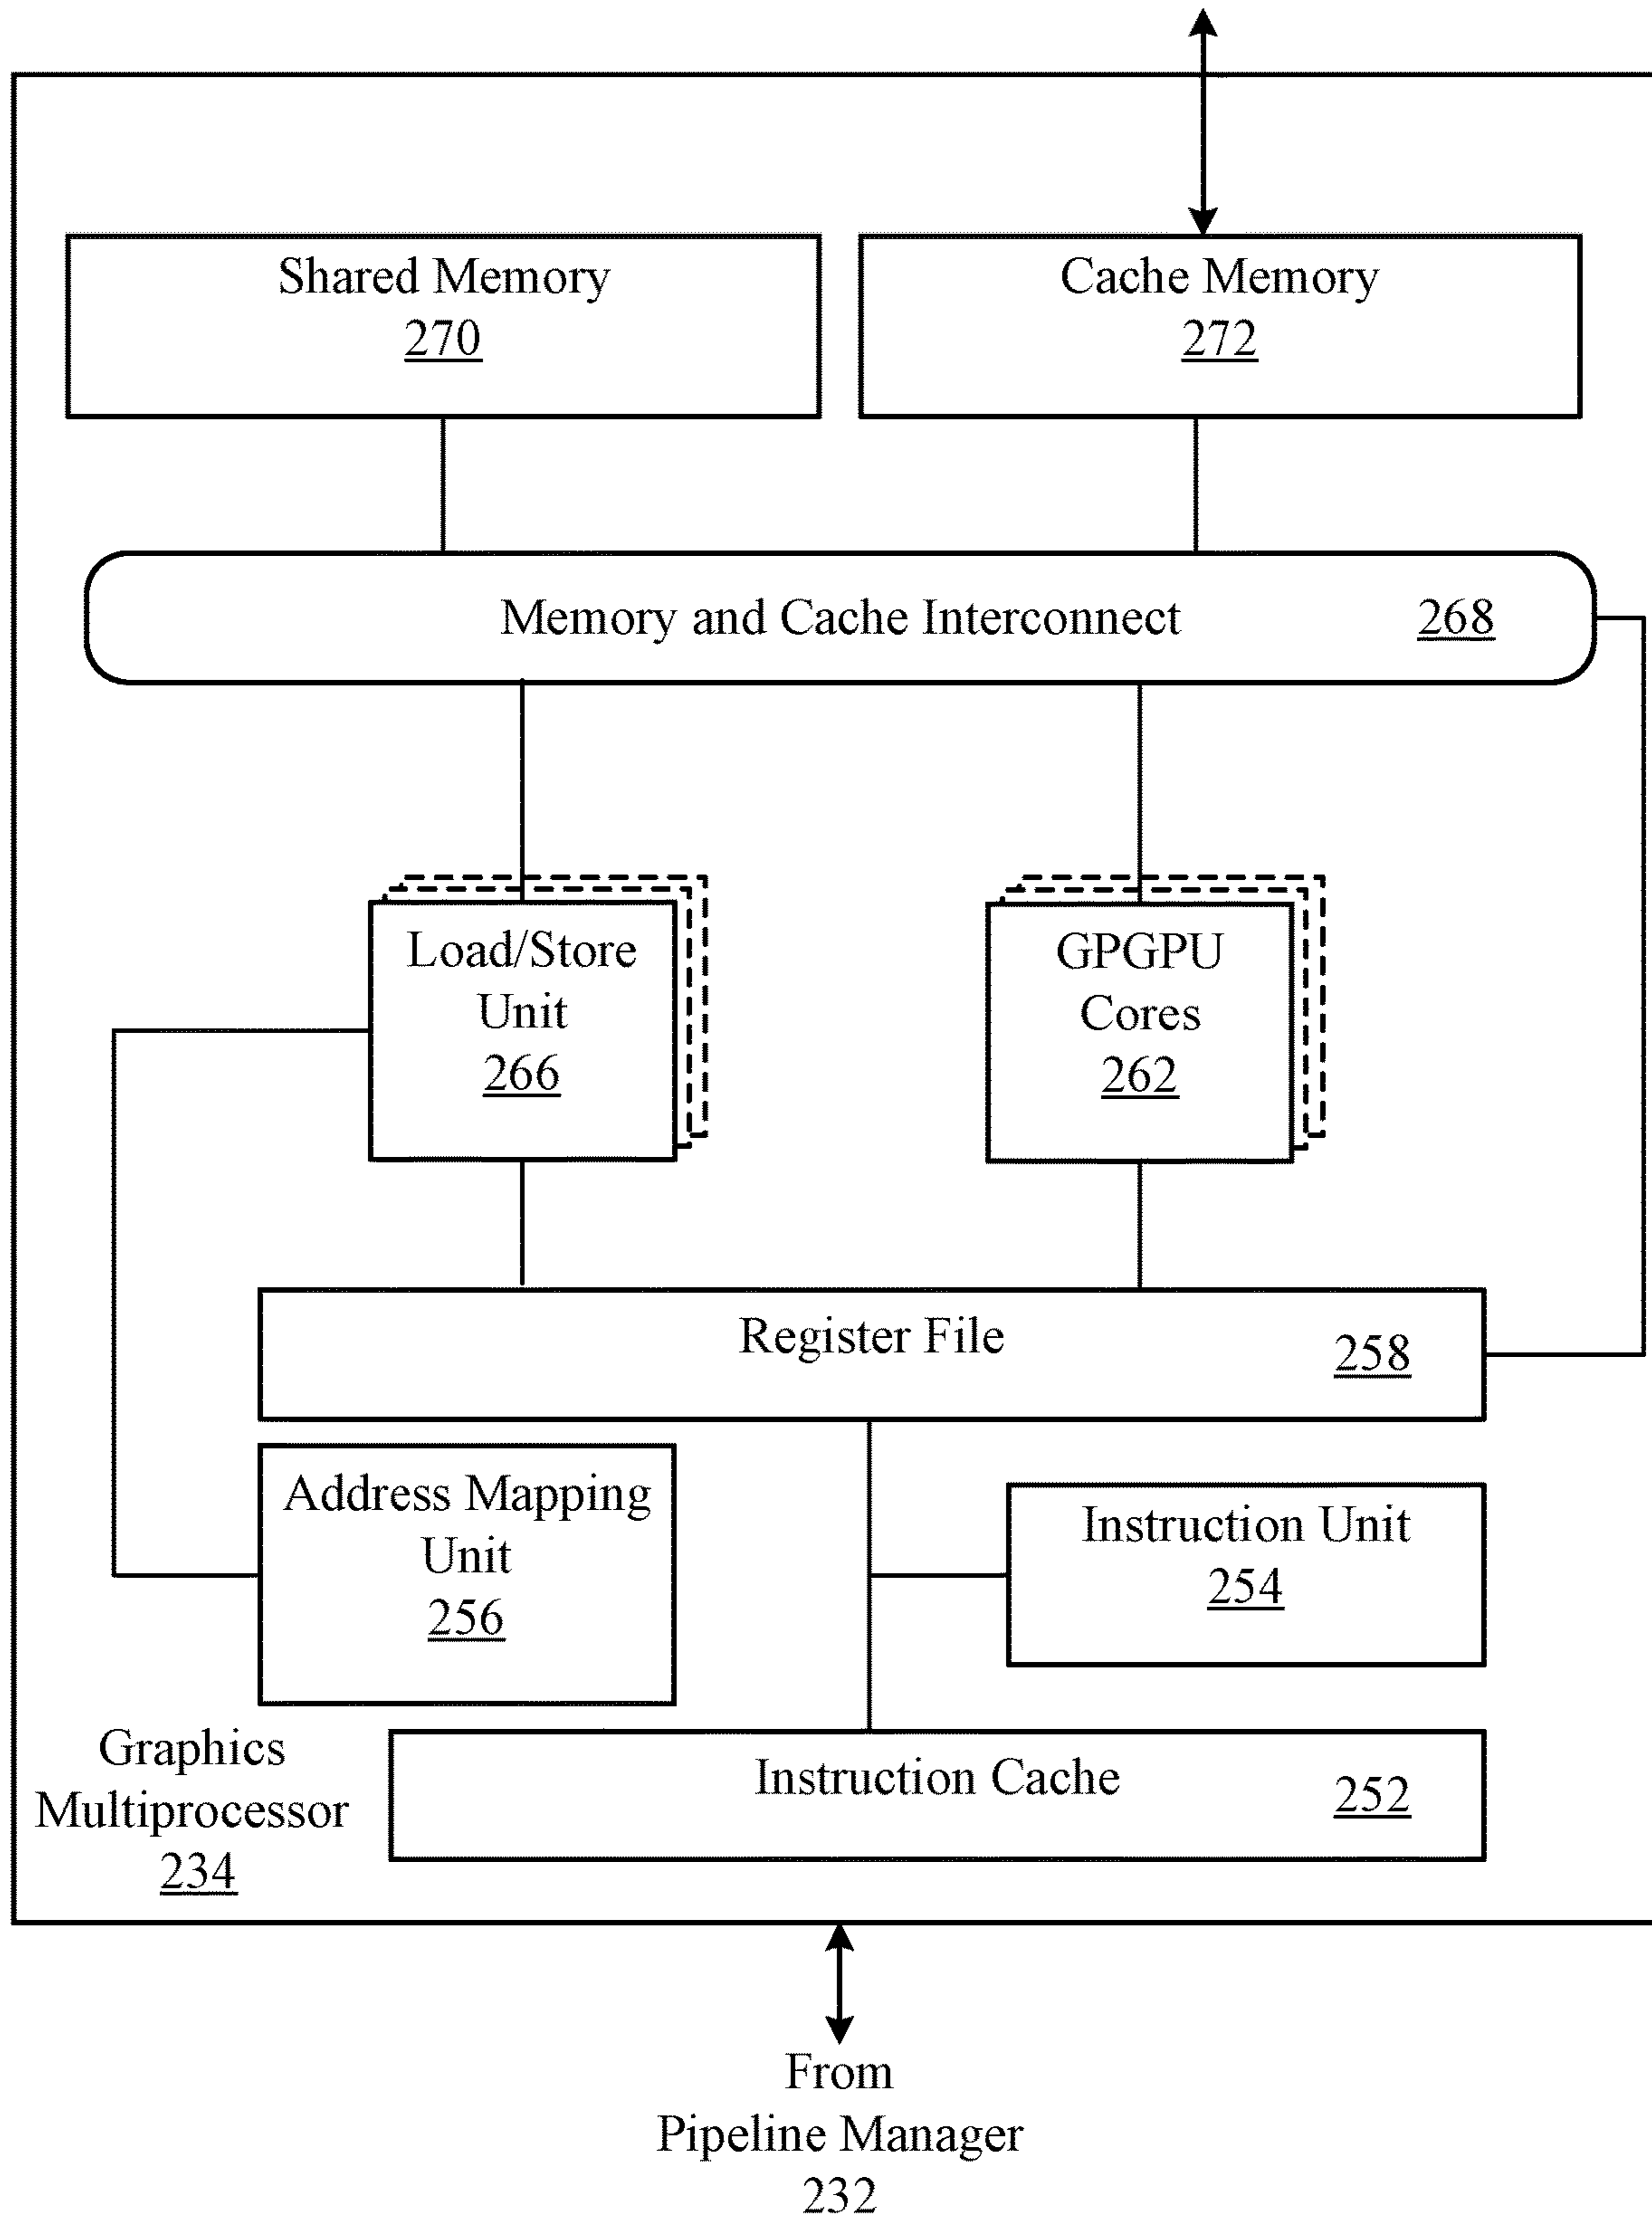 Shared Memory
270
Cache Memory
272
Memory and Cache Interconnect 268
Load/Store
Unit
266
GPGPU
Cores
262
Register File 258
Address Mapping
Unit
256
Instruction Unit
254
Graphics
Multiprocessor
234
Instruction Cache 252
From
Pipeline Manager
232